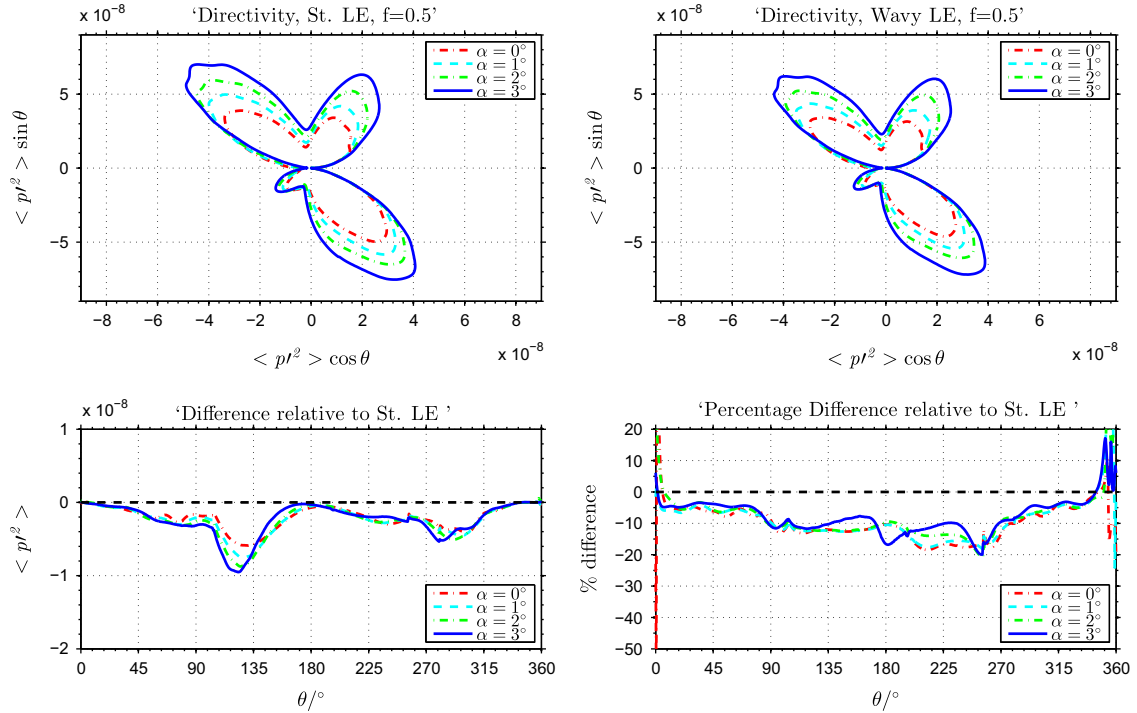 ‘Directivity, St. LE, f=0.5’
x 10⁻⁸
α = 0°
α = 1°
α = 2°
α = 3°
5
0
−5
< p′² > sin θ
−8 −6 −4 −2 0 2 4 6 8
< p′² > cos θ
x 10⁻⁸
‘Directivity, Wavy LE, f=0.5’
x 10⁻⁸
α = 0°
α = 1°
α = 2°
α = 3°
5
0
−5
< p′² > sin θ
−8 −6 −4 −2 0 2 4 6
< p′² > cos θ
x 10⁻⁸
‘Difference relative to St. LE ’
x 10⁻⁸
1
0
−1
−2
< p′² >
α = 0°
α = 1°
α = 2°
α = 3°
0 45 90 135 180 225 270 315 360
θ/°
‘Percentage Difference relative to St. LE ’
20
10
0
−10
−20
−30
−40
−50
% difference
α = 0°
α = 1°
α = 2°
α = 3°
0 45 90 135 180 225 270 315 360
θ/°